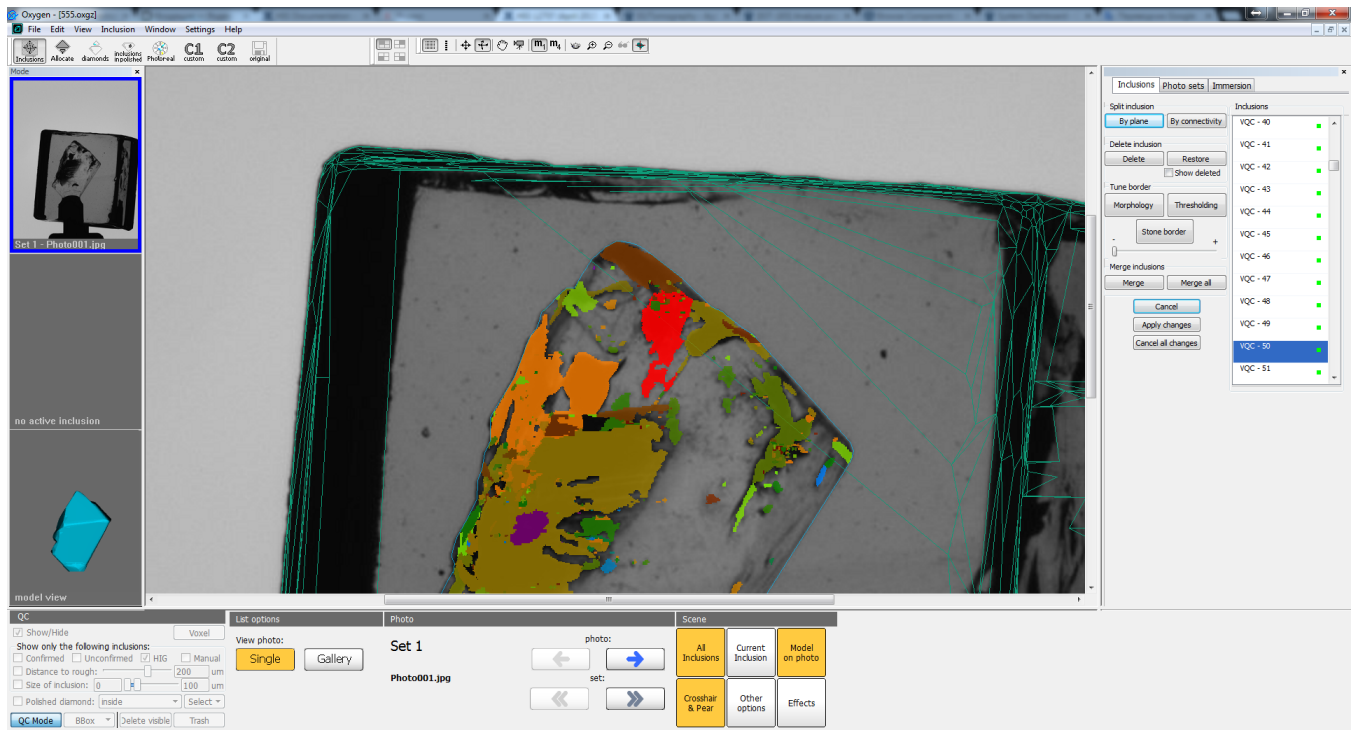 Oxygen - [555.oxgz]
File Edit View Inclusion Window Settings Help
Inclusions Allocate diamonds inclusions inpolished Photoreal C1 custom C2 custom original
m1 m4
Mode
Set 1 - Photo001.jpg
no active inclusion
model view
Inclusions Photo sets Immersion
Split inclusion
By plane By connectivity
Delete inclusion
Delete Restore
Show deleted
Tune border
Morphology Thresholding
Stone border
- +
Merge inclusions
Merge Merge all
Cancel
Apply changes
Cancel all changes
Inclusions
VQC - 40
VQC - 41
VQC - 42
VQC - 43
VQC - 44
VQC - 45
VQC - 46
VQC - 47
VQC - 48
VQC - 49
VQC - 50
VQC - 51
QC
Show/Hide Voxel
Show only the following inclusions:
Confirmed Unconfirmed HIG Manual
Distance to rough: 200 um
Size of inclusion: 0 100 um
Polished diamond: inside Select
QC Mode BBox Delete visible Trash
List options
View photo:
Single Gallery
Photo
Set 1
photo:
Photo001.jpg
set:
Scene
All Inclusions
Current Inclusion
Model on photo
Crosshair & Pear
Other options
Effects